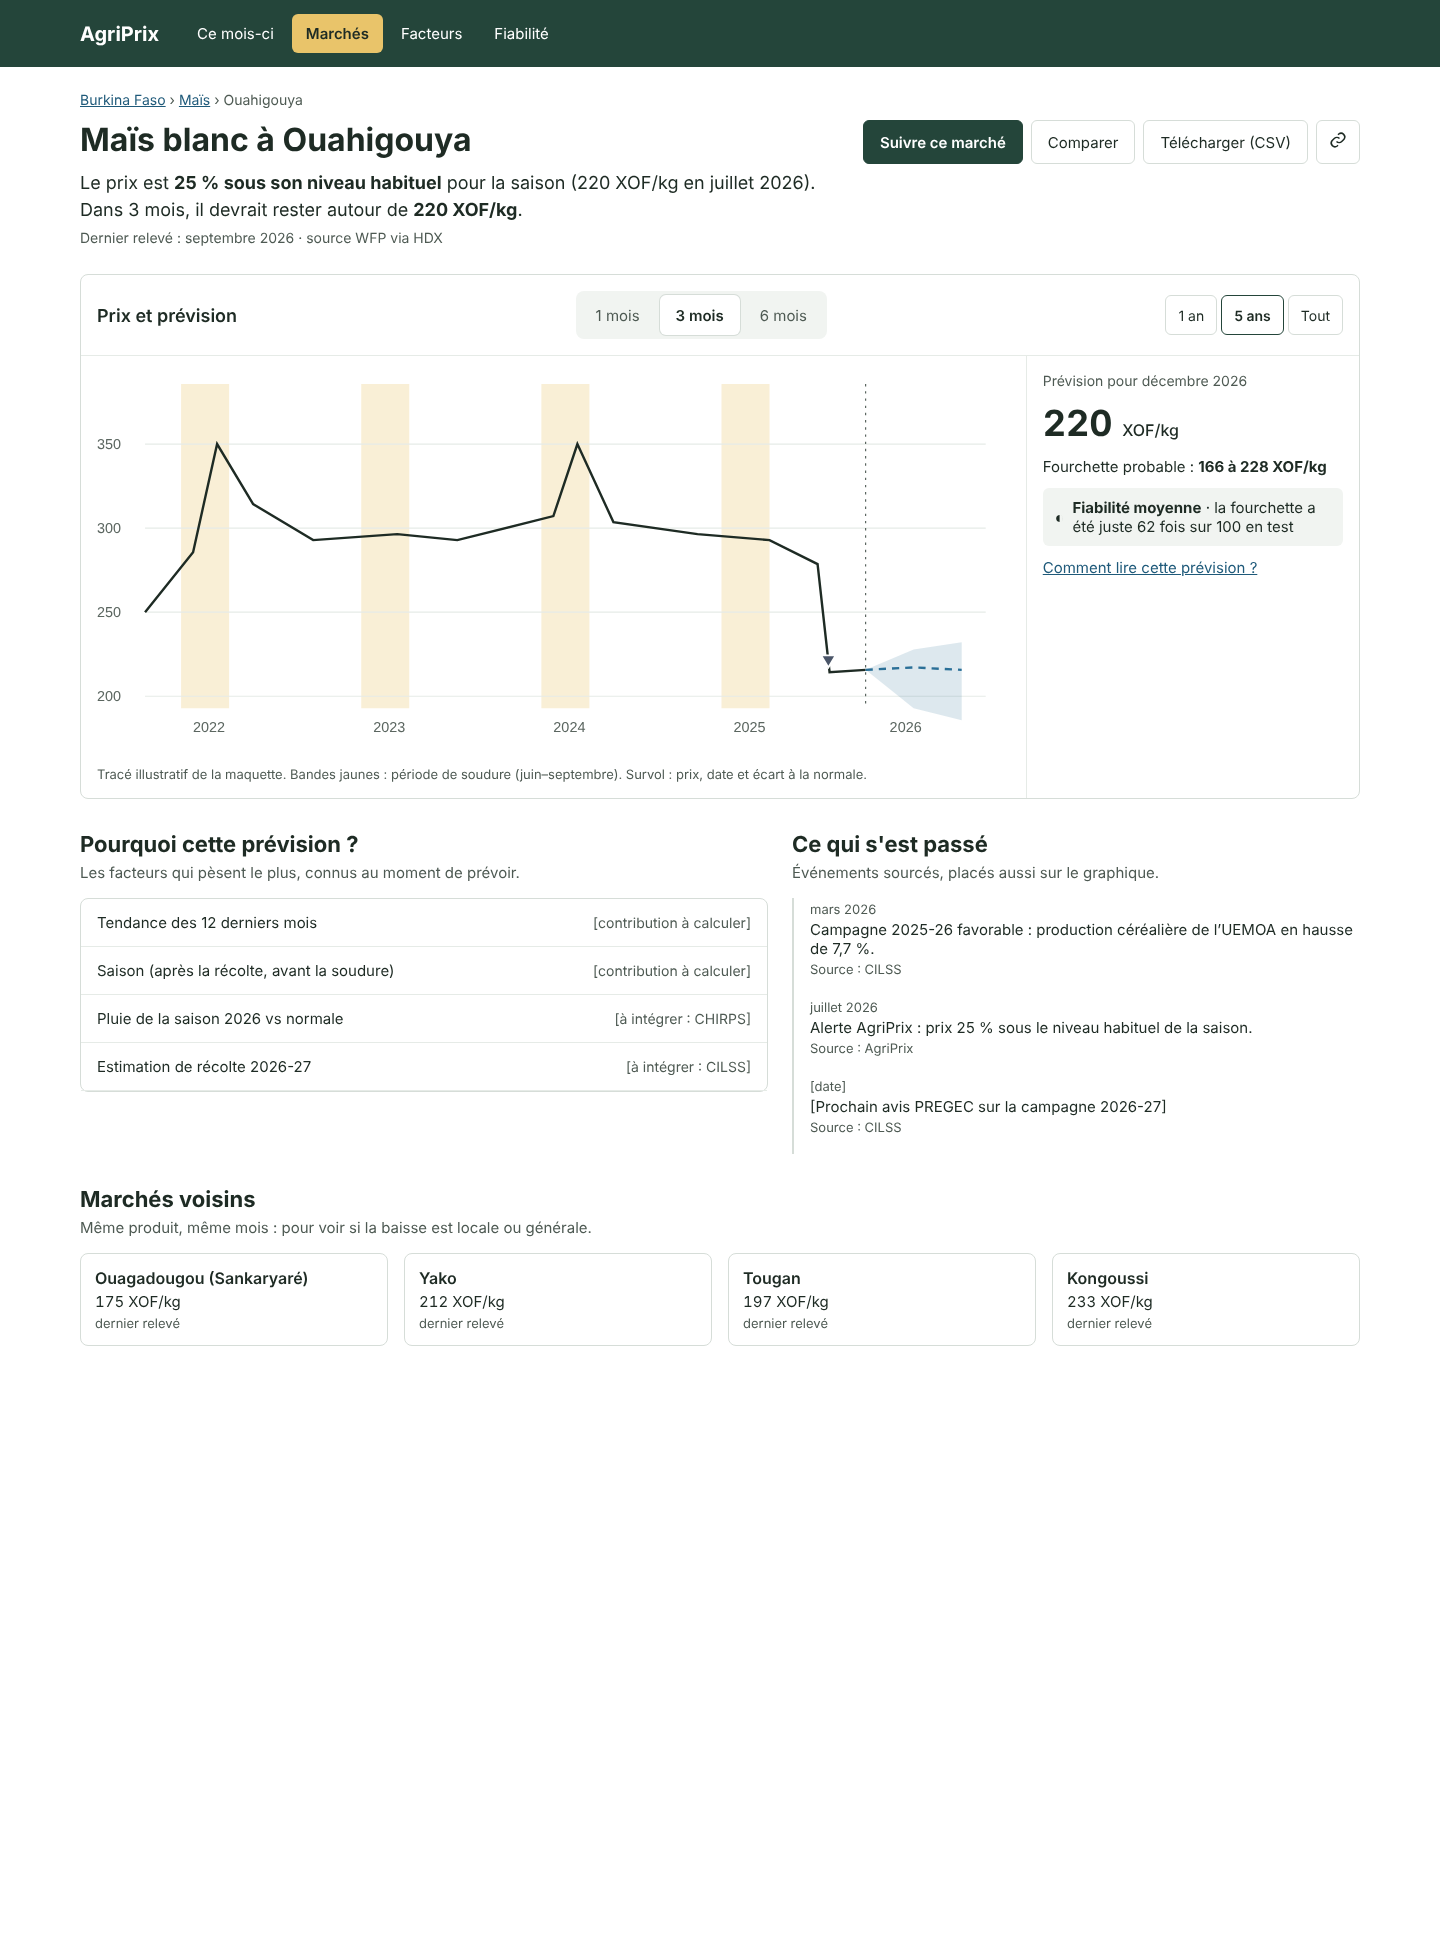 AgriPrix
Ce mois-ci
Marchés
Facteurs
Fiabilité
Burkina Faso › Maïs › Ouahigouya
Maïs blanc à Ouahigouya
Suivre ce marché
Comparer
Télécharger (CSV)
Le prix est 25 % sous son niveau habituel pour la saison (220 XOF/kg en juillet 2026).
Dans 3 mois, il devrait rester autour de 220 XOF/kg.
Dernier relevé : septembre 2026 · source WFP via HDX
Prix et prévision
1 mois
3 mois
6 mois
1 an
5 ans
Tout
350
300
250
200
2022
2023
2024
2025
2026
Tracé illustratif de la maquette. Bandes jaunes : période de soudure (juin–septembre). Survol : prix, date et écart à la normale.
Prévision pour décembre 2026
220 XOF/kg
Fourchette probable : 166 à 228 XOF/kg
Fiabilité moyenne · la fourchette a
été juste 62 fois sur 100 en test
Comment lire cette prévision ?
Pourquoi cette prévision ?
Les facteurs qui pèsent le plus, connus au moment de prévoir.
Tendance des 12 derniers mois
[contribution à calculer]
Saison (après la récolte, avant la soudure)
[contribution à calculer]
Pluie de la saison 2026 vs normale
[à intégrer : CHIRPS]
Estimation de récolte 2026-27
[à intégrer : CILSS]
Ce qui s'est passé
Événements sourcés, placés aussi sur le graphique.
mars 2026
Campagne 2025-26 favorable : production céréalière de l’UEMOA en hausse
de 7,7 %.
Source : CILSS
juillet 2026
Alerte AgriPrix : prix 25 % sous le niveau habituel de la saison.
Source : AgriPrix
[date]
[Prochain avis PREGEC sur la campagne 2026-27]
Source : CILSS
Marchés voisins
Même produit, même mois : pour voir si la baisse est locale ou générale.
Ouagadougou (Sankaryaré)
175 XOF/kg
dernier relevé
Yako
212 XOF/kg
dernier relevé
Tougan
197 XOF/kg
dernier relevé
Kongoussi
233 XOF/kg
dernier relevé